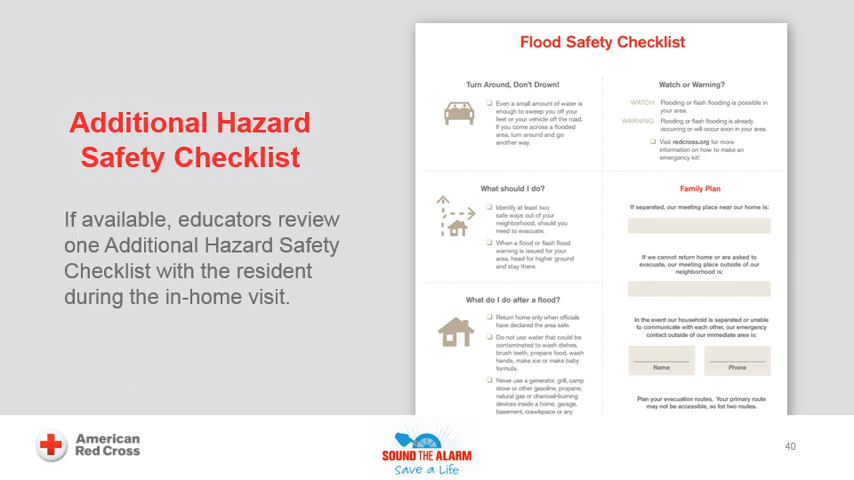 Additional Hazard
Safety Checklist
If available, educators review
one Additional Hazard Safety
Checklist with the resident
during the in-home visit.
Flood Safety Checklist
Turn Around, Don't Drown!
Even a small amount of water is
enough to sweep you off your
feet or your vehicle off the road.
If you come across a flooded
area, turn around and go
another way.
Watch or Warning?
WATCH Flooding or flash flooding is possible in
your area.
WARNING Flooding or flash flooding is already
occurring or will occur soon in your area.
Visit redcross.org for more
information on how to make an
emergency kit!
What should I do?
Identify at least two
safe ways out of your
neighborhood, should you
need to evacuate.
When a flood or flash flood
warning is issued for your
area, head for higher ground
and stay there.
Family Plan
If separated, our meeting place near our home is:
If we cannot return home or are asked to
evacuate, our meeting place outside of our
neighborhood is:
What do I do after a flood?
Return home only when officials
have declared the area safe.
Do not use water that could be
contaminated to wash dishes,
brush teeth, prepare food, wash
hands, make ice or make baby
formula.
Never use a generator, grill, camp
stove or other gasoline, propane,
natural gas or charcoal-burning
devices inside a home, garage,
basement, crawlspace or any
In the event our household is separated or unable
to communicate with each other, our emergency
contact outside of our immediate area is:
Name Phone
Plan your evacuation routes. Your primary route
may not be accessible, so list two routes.
American
Red Cross
SOUND THE ALARM
Save a Life
40